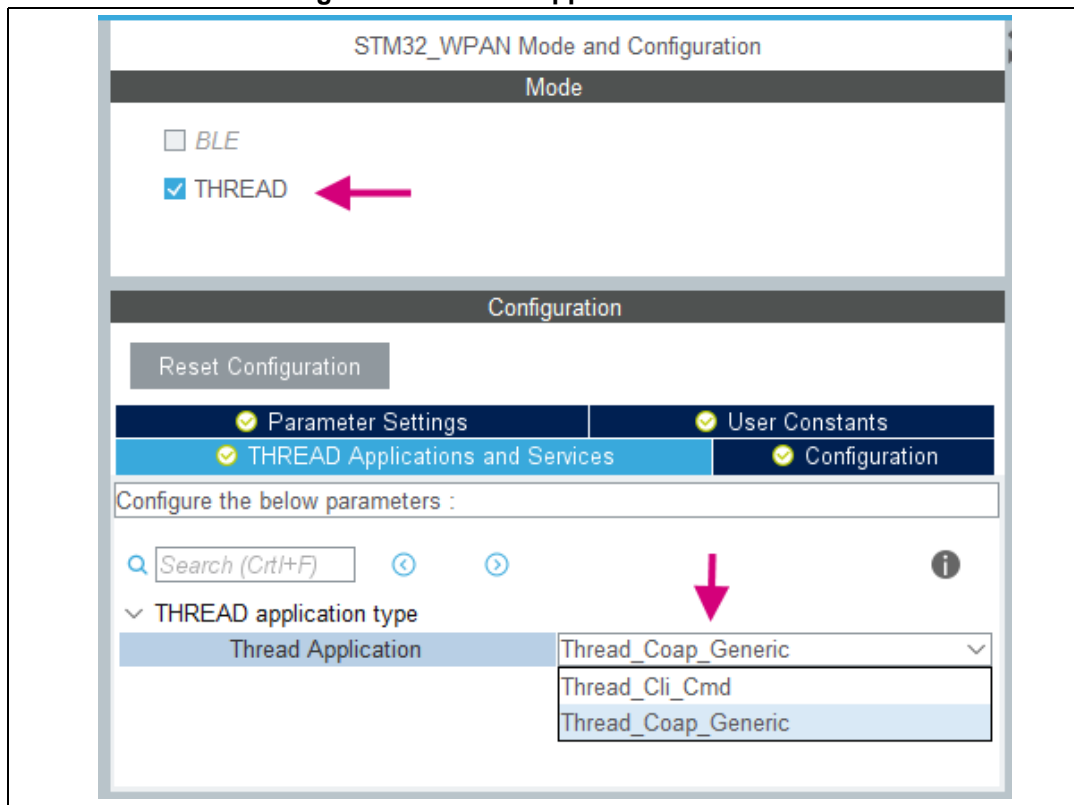 STM32_WPAN Mode and Configuration
Mode
BLE
THREAD
Configuration
Reset Configuration
Parameter Settings
User Constants
THREAD Applications and Services
Configuration
Configure the below parameters :
Search (Crtl+F)
THREAD application type
Thread Application
Thread_Coap_Generic
Thread_Cli_Cmd
Thread_Coap_Generic